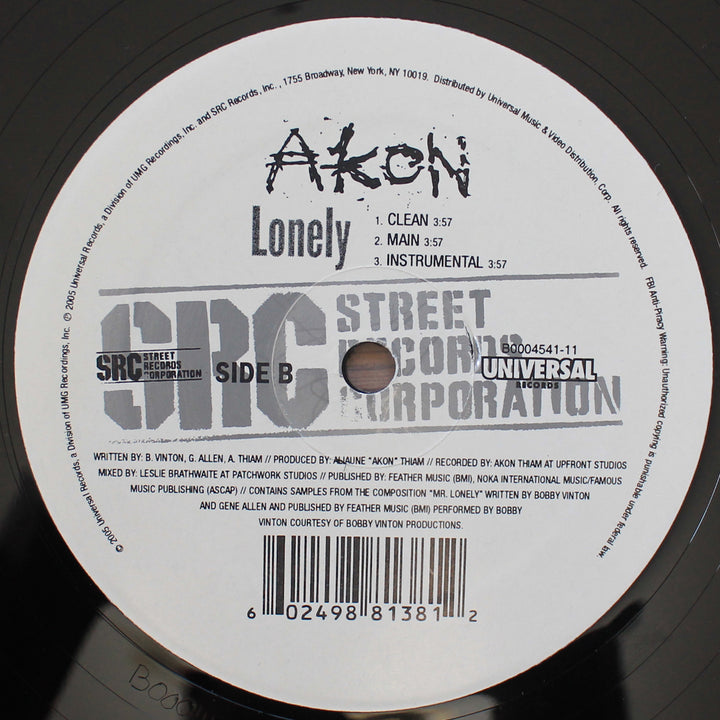 ℗ 2005 Universal Records, a Division of UMG Recordings, Inc. and SRC Records, Inc., 1755 Broadway, New York, NY 10019. Distributed by Universal Music & Video Distribution, Corp. All rights reserved. FBI Anti-Piracy Warning: Unauthorized copying is punishable under federal law.
© 2005 Universal Records, a Division of UMG Recordings, Inc.
AKON
Lonely
1. CLEAN 3:57
2. MAIN 3:57
3. INSTRUMENTAL 3:57
SRC STREET RECORDS CORPORATION
SRC STREET RECORDS CORPORATION
SIDE B
B0004541-11
UNIVERSAL
RECORDS
WRITTEN BY: B. VINTON, G. ALLEN, A. THIAM // PRODUCED BY: ALIAUNE "AKON" THIAM // RECORDED BY: AKON THIAM AT UPFRONT STUDIOS
MIXED BY: LESLIE BRATHWAITE AT PATCHWORK STUDIOS // PUBLISHED BY: FEATHER MUSIC (BMI), NOKA INTERNATIONAL MUSIC/FAMOUS
MUSIC PUBLISHING (ASCAP) // CONTAINS SAMPLES FROM THE COMPOSITION "MR. LONELY" WRITTEN BY BOBBY VINTON
AND GENE ALLEN AND PUBLISHED BY FEATHER MUSIC (BMI) PERFORMED BY BOBBY
VINTON COURTESY OF BOBBY VINTON PRODUCTIONS.
6 02498 81381 2